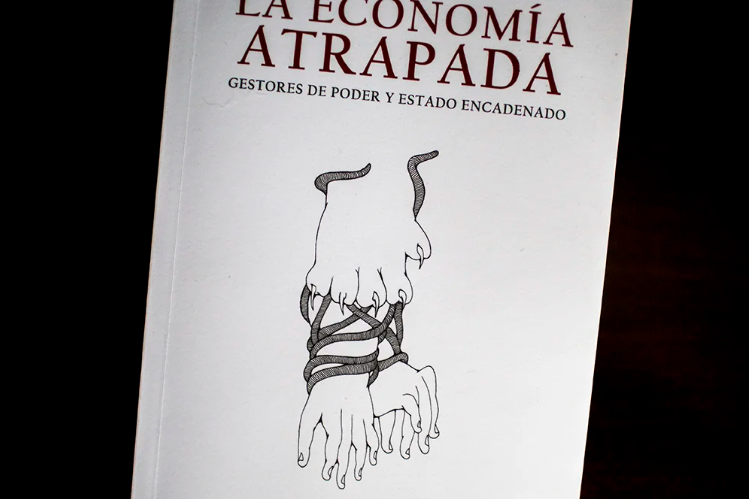 LA ECONOMÍA
ATRAPADA
GESTORES DE PODER Y ESTADO ENCADENADO